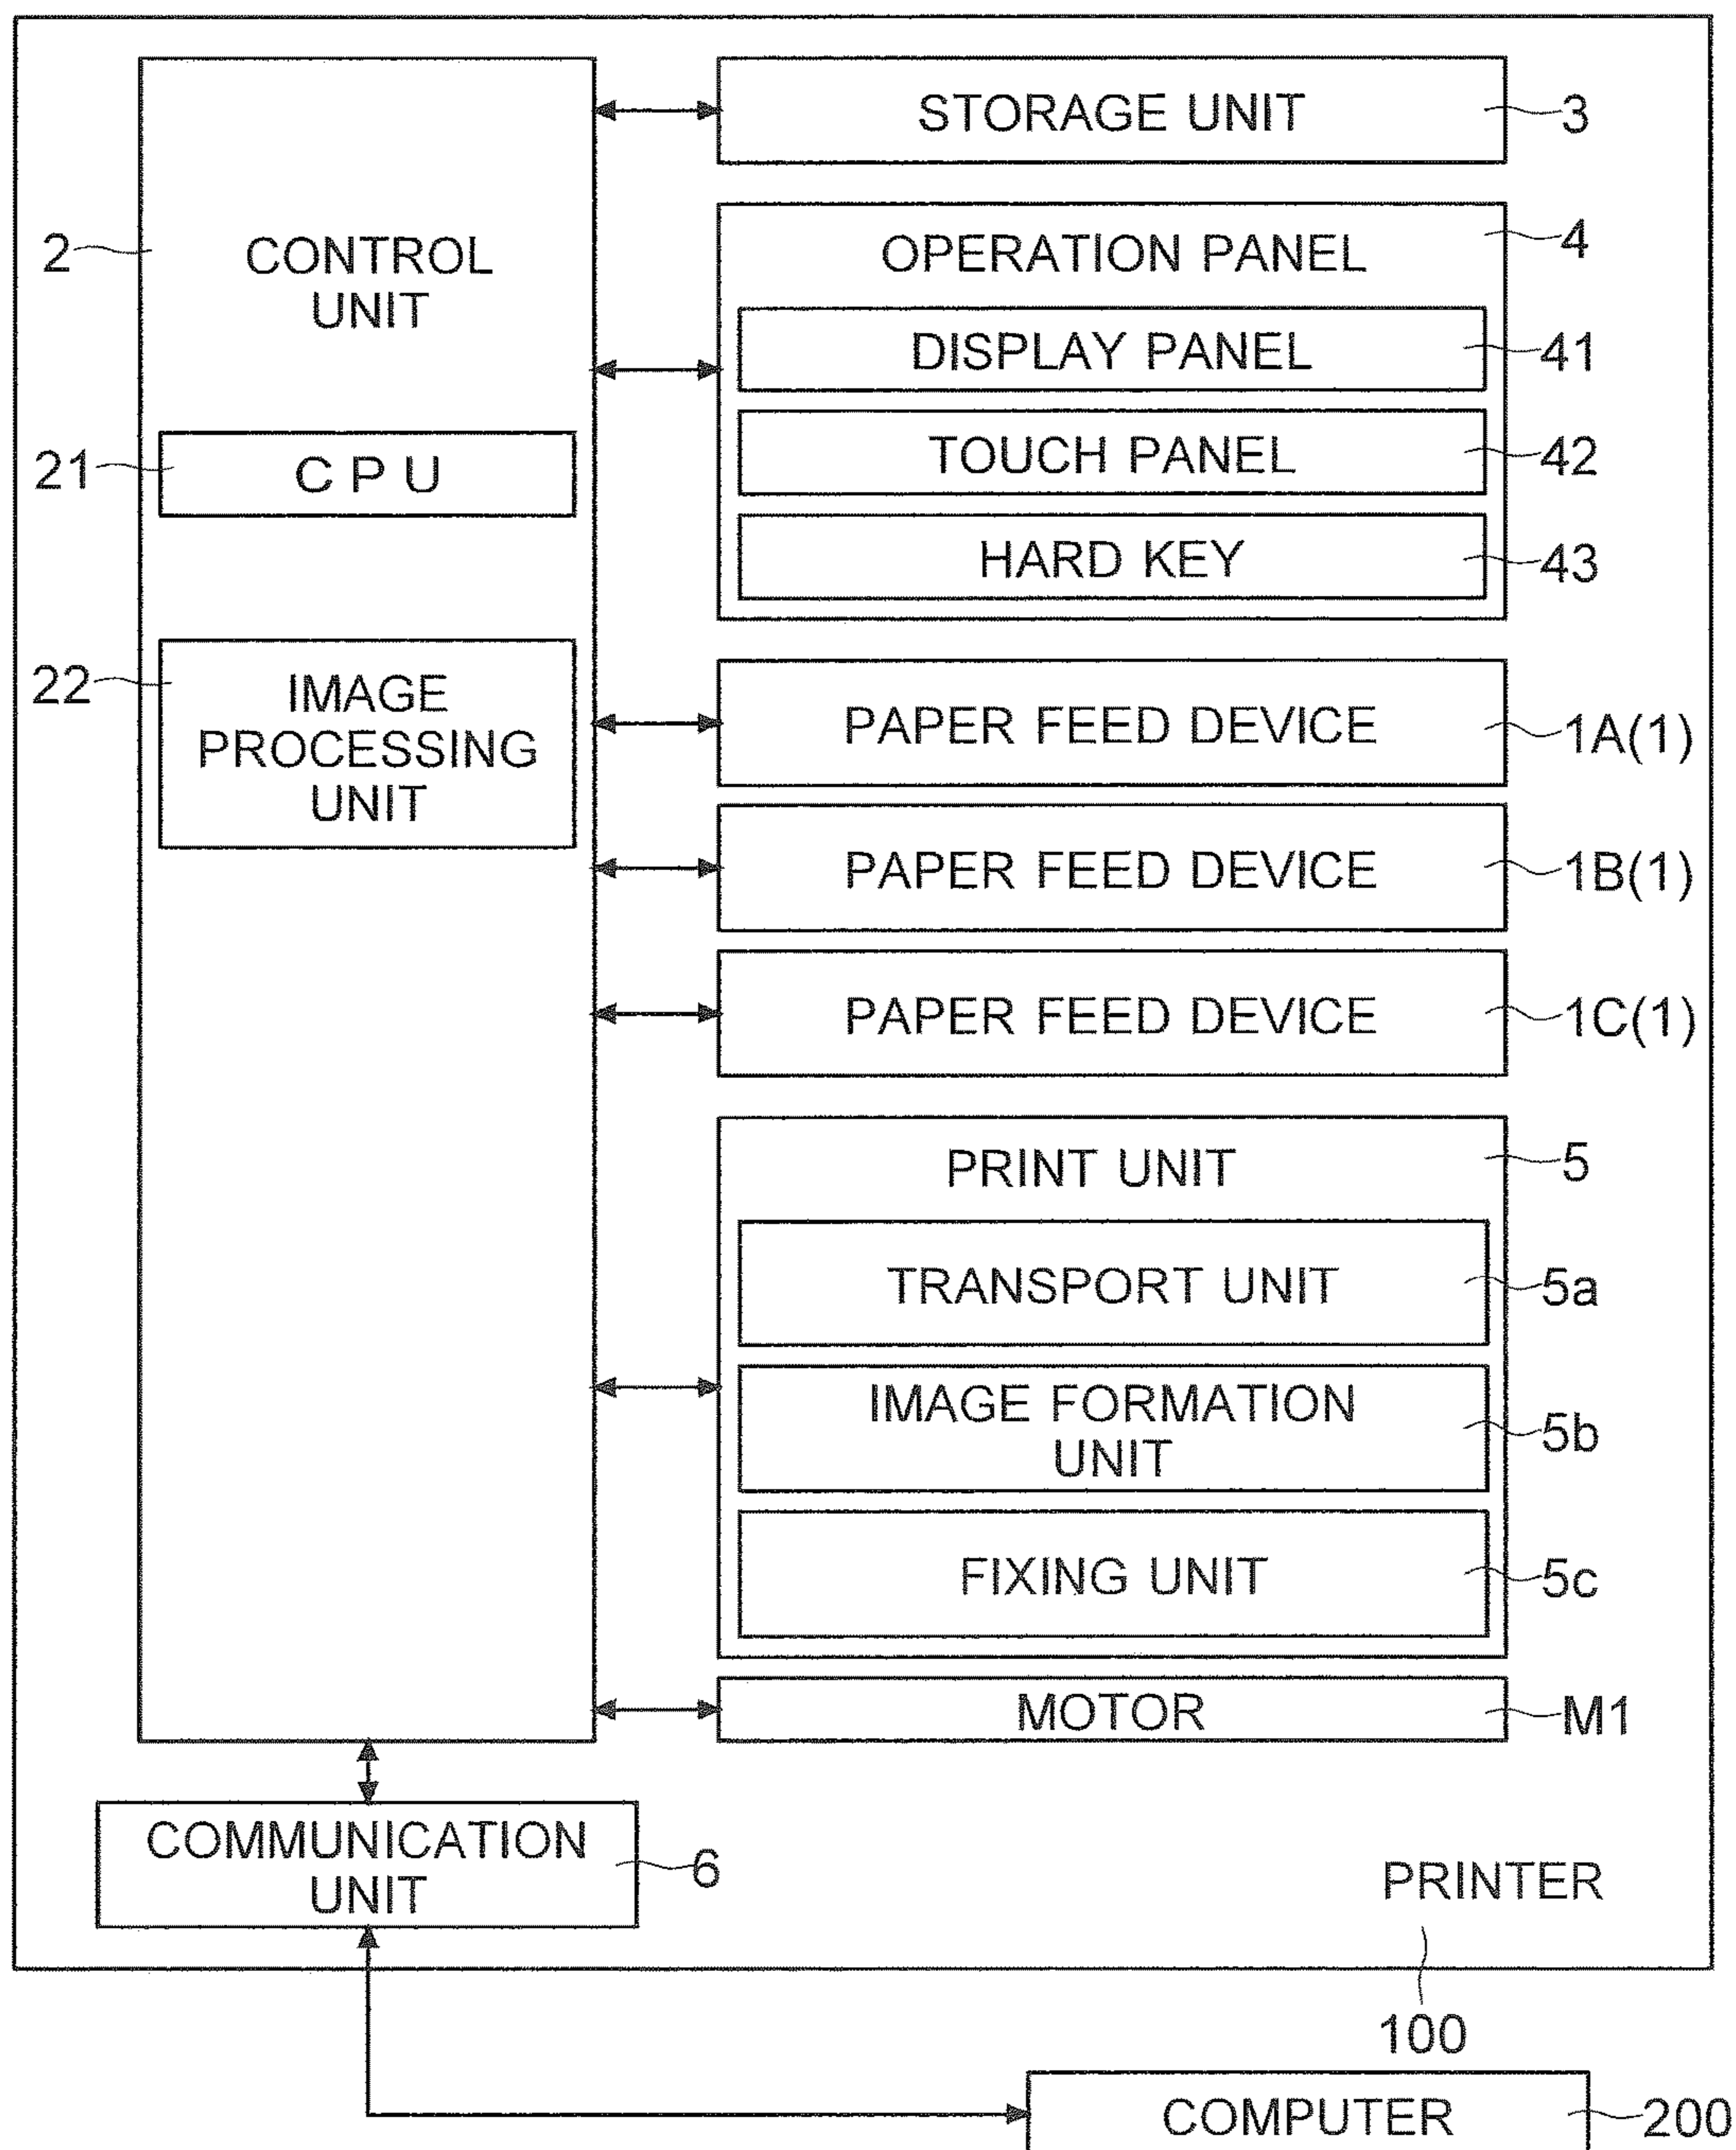 STORAGE UNIT
3
2
CONTROL
UNIT
OPERATION PANEL
4
DISPLAY PANEL
41
21
CPU
TOUCH PANEL
42
HARD KEY
43
22
IMAGE
PROCESSING
UNIT
PAPER FEED DEVICE
1A(1)
PAPER FEED DEVICE
1B(1)
PAPER FEED DEVICE
1C(1)
PRINT UNIT
5
TRANSPORT UNIT
5a
IMAGE FORMATION
UNIT
5b
FIXING UNIT
5c
MOTOR
M1
COMMUNICATION
UNIT
6
PRINTER
100
COMPUTER
200